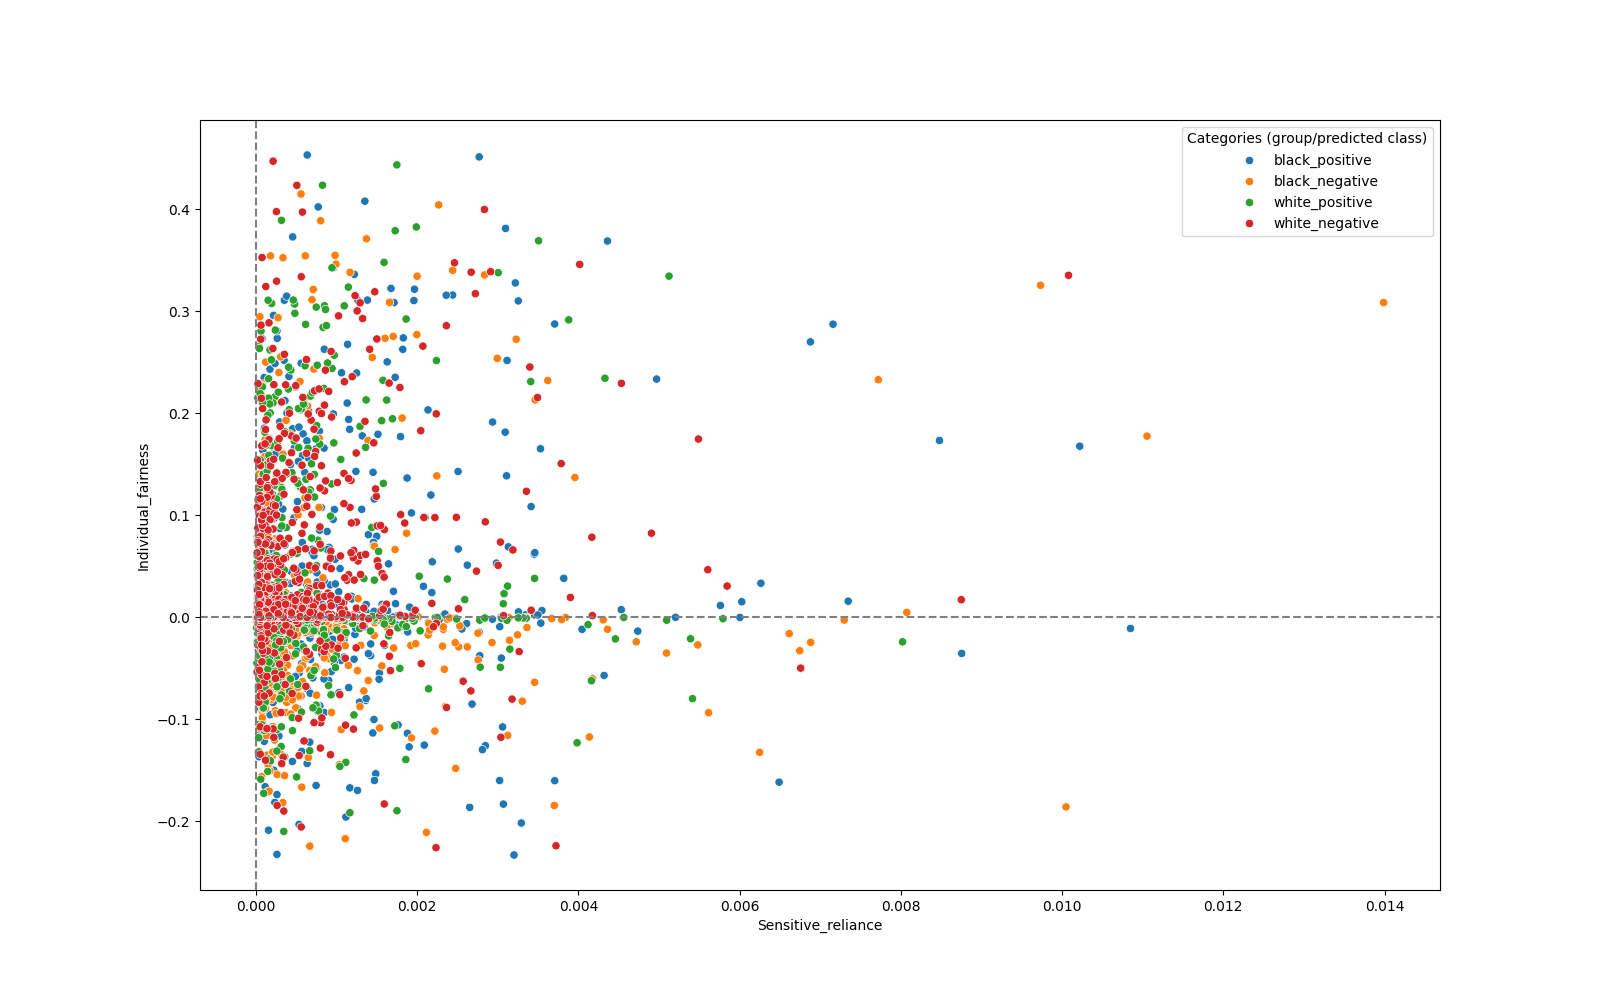 Categories (group/predicted class)
black_positive
black_negative
white_positive
white_negative
Individual_fairness
0.4
0.3
0.2
0.1
0.0
−0.1
−0.2
0.000 0.002 0.004 0.006 0.008 0.010 0.012 0.014
Sensitive_reliance